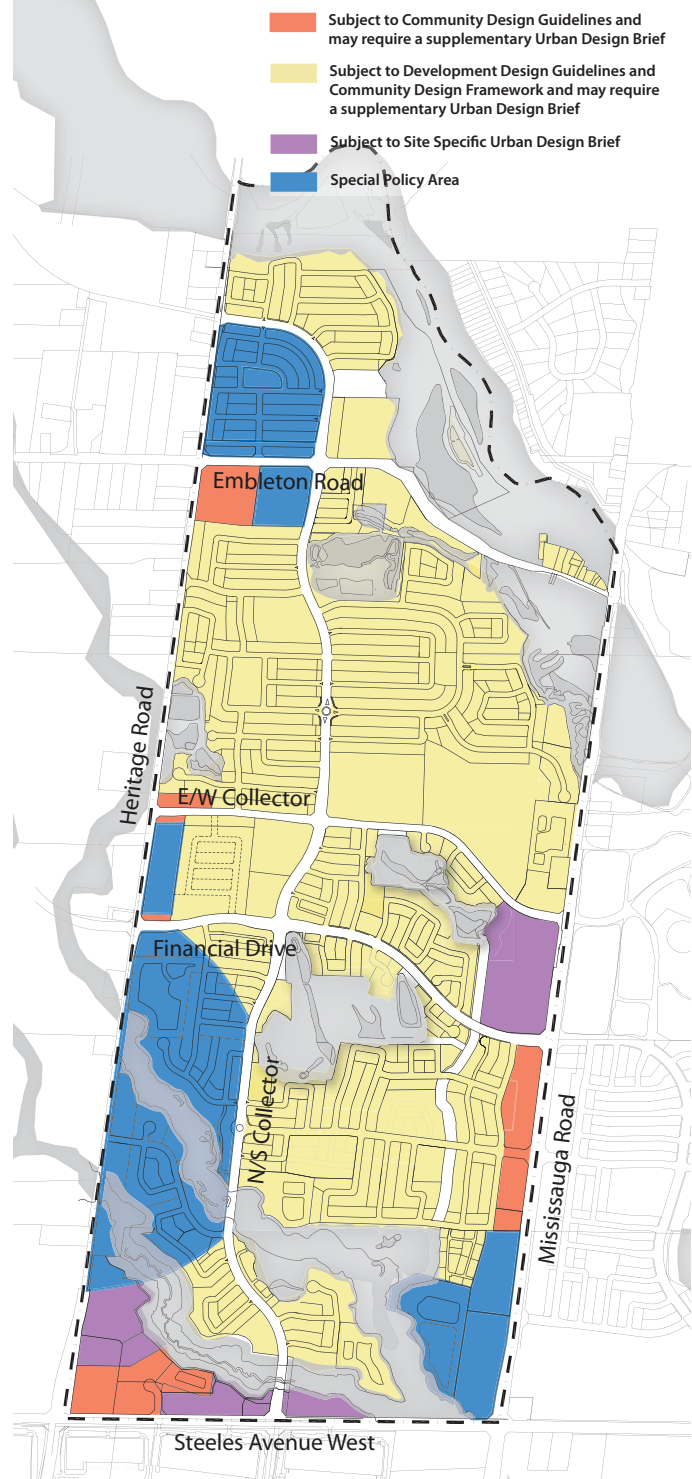 Subject to Community Design Guidelines and
may require a supplementary Urban Design Brief
Subject to Development Design Guidelines and
Community Design Framework and may require
a supplementary Urban Design Brief
Subject to Site Specific Urban Design Brief
Special Policy Area
Embleton Road
Heritage Road
E/W Collector
Financial Drive
N/S Collector
Mississauga Road
Steeles Avenue West